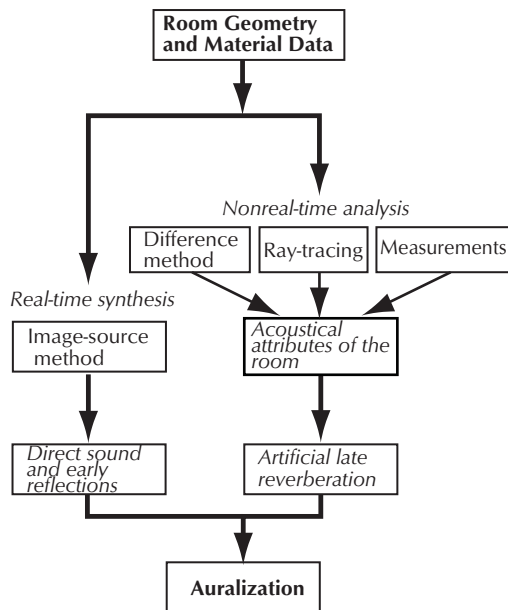 Room Geometry
and Material Data
Nonreal-time analysis
Difference
method
Ray-tracing
Measurements
Real-time synthesis
Image-source
method
Acoustical
attributes of the
room
Direct sound
and early
reflections
Artificial late
reverberation
Auralization